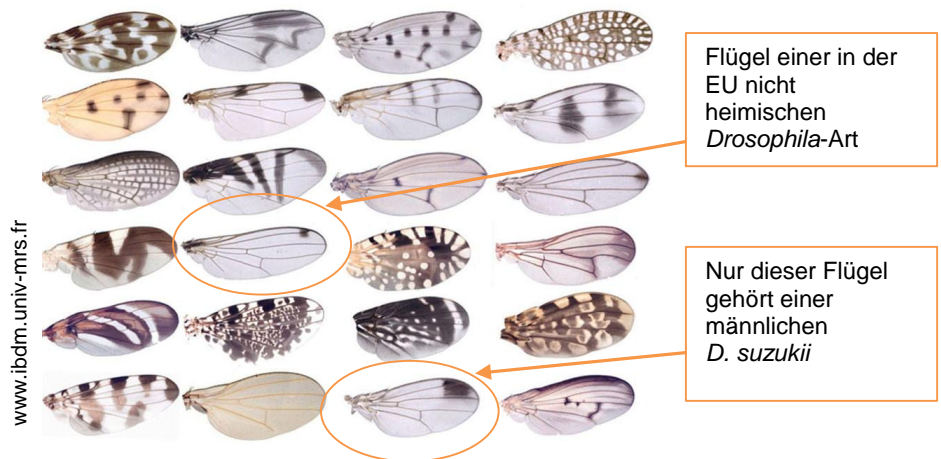 Flügel einer in der
EU nicht
heimischen
Drosophila-Art
www.ibdm.univ-mrs.fr
Nur dieser Flügel
gehört einer
männlichen
D. suzukii